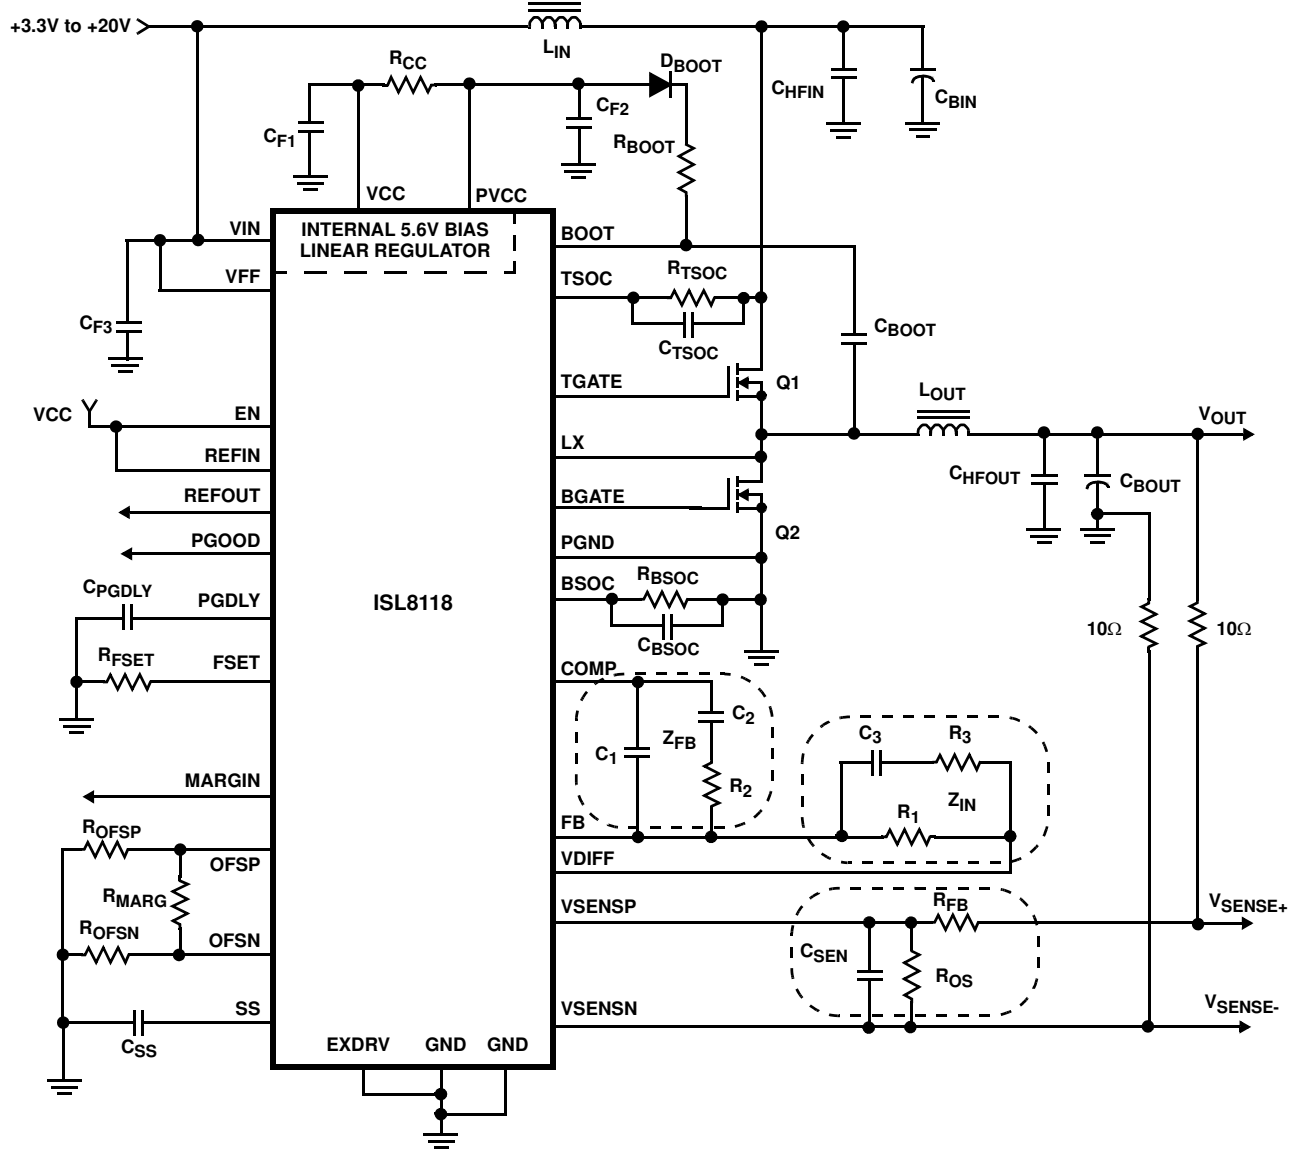 +3.3V to +20V
LIN
RCC
DBOOT
CHFIN
CBIN
CF1
CF2
RBOOT
VCC
PVCC
VIN
INTERNAL 5.6V BIAS
LINEAR REGULATOR
BOOT
VFF
TSOC
RTSOC
CF3
CTSOC
CBOOT
TGATE
Q1
LOUT
VCC
EN
VOUT
LX
REFIN
CHFOUT
CBOUT
REFOUT
BGATE
Q2
PGOOD
PGND
CPGDLY
PGDLY
ISL8118
BSOC
RBSOC
CBSOC
10Ω
10Ω
RFSET
FSET
COMP
C2
C1
ZFB
C3
R3
MARGIN
R2
ZIN
ROFSP
FB
R1
OFSP
VDIFF
RMARG
VSENSP
RFB
VSENSE+
ROFSN
OFSN
CSEN
ROS
SS
VSENSN
VSENSE-
CSS
EXDRV
GND
GND